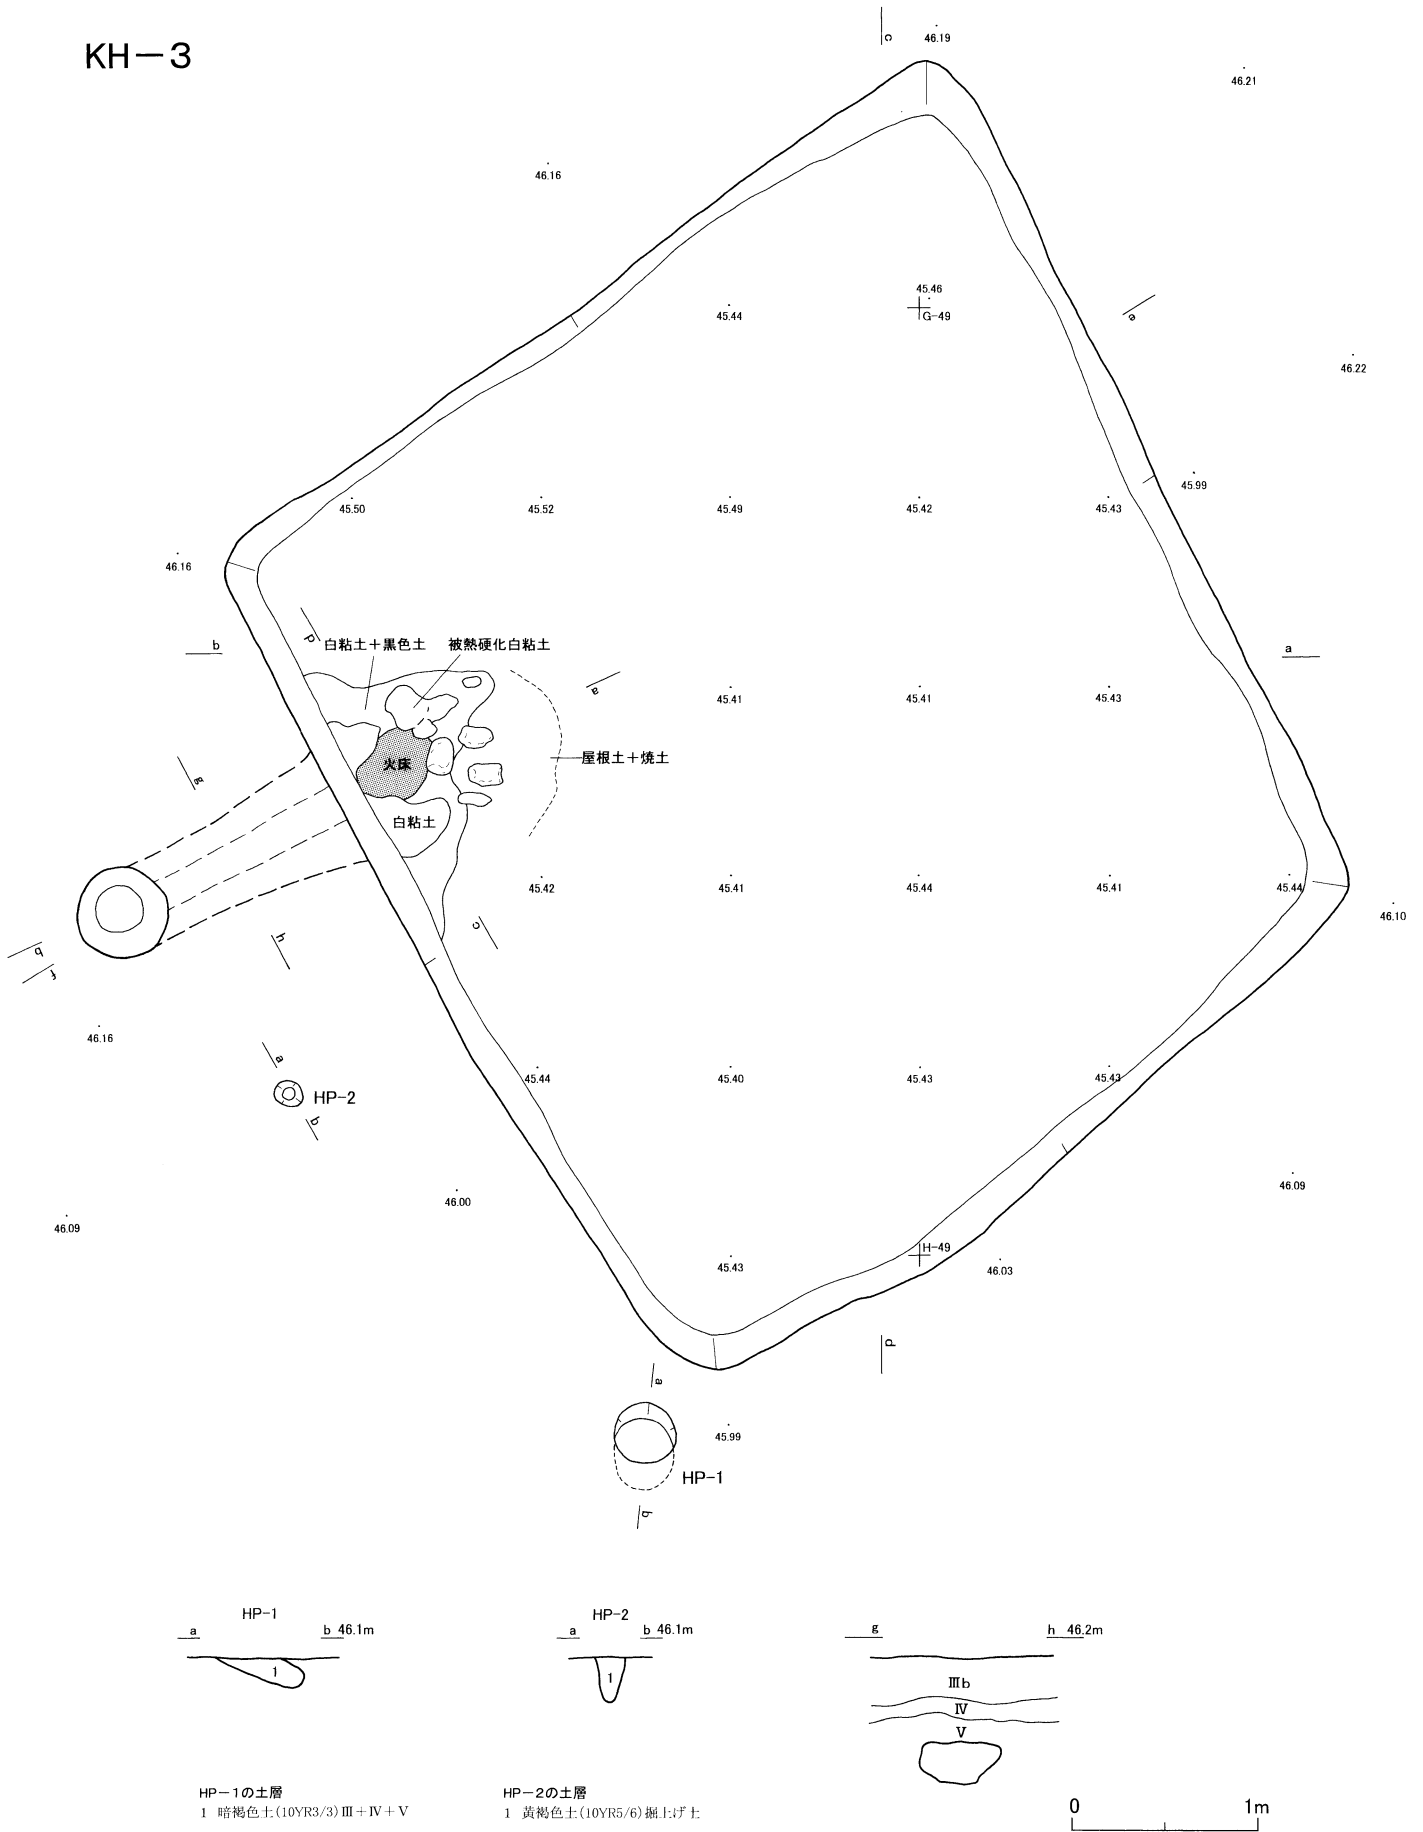 KH－3
c
46.19
46.21
46.16
45.46
45.44
G-49
e
46.22
45.99
45.50 45.52 45.49 45.42 45.43
46.16
d
b
白粘土＋黒色土 被熱硬化白粘土
a
a
45.41 45.41 45.43
屋根土＋焼土
火床
g
白粘土
45.42 45.41 45.44 45.41 45.44
46.10
c
h
b
f
46.16
a
45.44 45.40 45.43 45.43
HP-2
b
46.09
46.00
46.09
H-49
45.43
46.03
d
a
45.99
HP-1
b
HP-1
a b 46.1m
1
HP-2
a b 46.1m
1
g h 46.2m
Ⅲb
Ⅳ
Ⅴ
HP－1の土層
1 暗褐色土(10YR3/3)Ⅲ＋Ⅳ＋Ⅴ
HP－2の土層
1 黄褐色土(10YR5/6)掘上げ土
0 1m